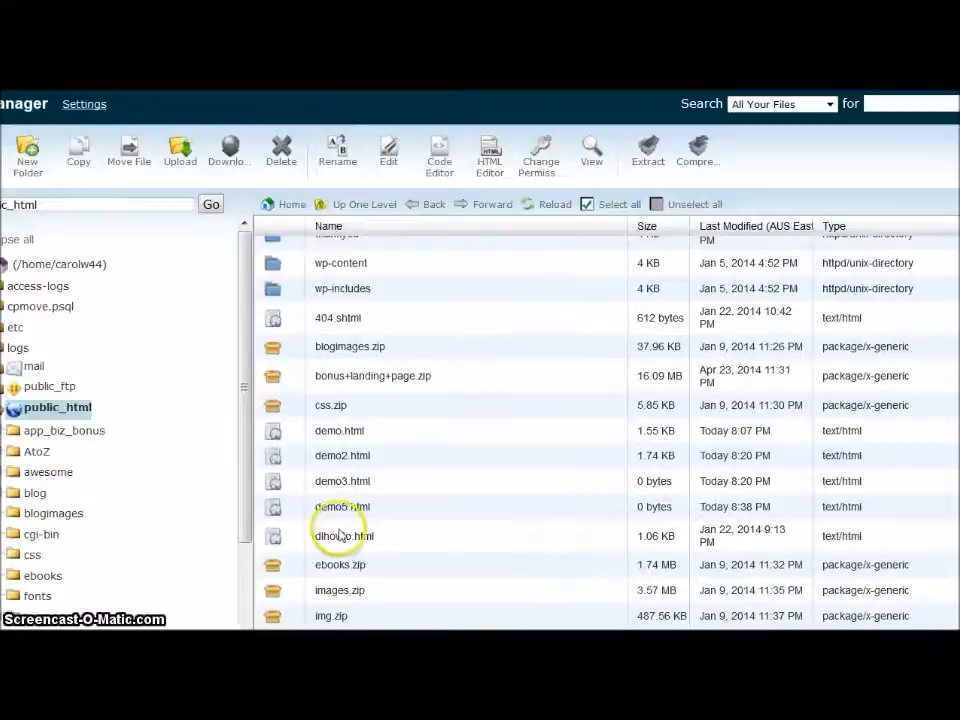 anager Settings Search All Your Files for
New Folder Copy Move File Upload Downlo... Delete Rename Edit Code Editor HTML Editor Change Permiss... View Extract Compre...
c_html Go Home Up One Level Back Forward Reload Select all Unselect all
Name Size Last Modified (AUS East Type
pse all
PM
(/home/carolw44) wp-content 4 KB Jan 5, 2014 4:52 PM httpd/unix-directory
access-logs wp-includes 4 KB Jan 5, 2014 4:52 PM httpd/unix-directory
cpmove.psql 404.shtml 612 bytes Jan 22, 2014 10:42 PM text/html
etc
logs blogimages.zip 37.96 KB Jan 9, 2014 11:26 PM package/x-generic
mail bonus+landing+page.zip 16.09 MB Apr 23, 2014 11:31 PM package/x-generic
public_ftp
public_html css.zip 5.85 KB Jan 9, 2014 11:30 PM package/x-generic
app_biz_bonus demo.html 1.55 KB Today 8:07 PM text/html
AtoZ demo2.html 1.74 KB Today 8:20 PM text/html
awesome demo3.html 0 bytes Today 8:20 PM text/html
blog demo5.html 0 bytes Today 8:38 PM text/html
blogimages
cgi-bin 1.06 KB Jan 22, 2014 9:13 PM text/html
css ebooks.zip 1.74 MB Jan 9, 2014 11:32 PM package/x-generic
ebooks images.zip 3.57 MB Jan 9, 2014 11:35 PM package/x-generic
fonts img.zip 487.56 KB Jan 9, 2014 11:37 PM package/x-generic
Screencast-O-Matic.com